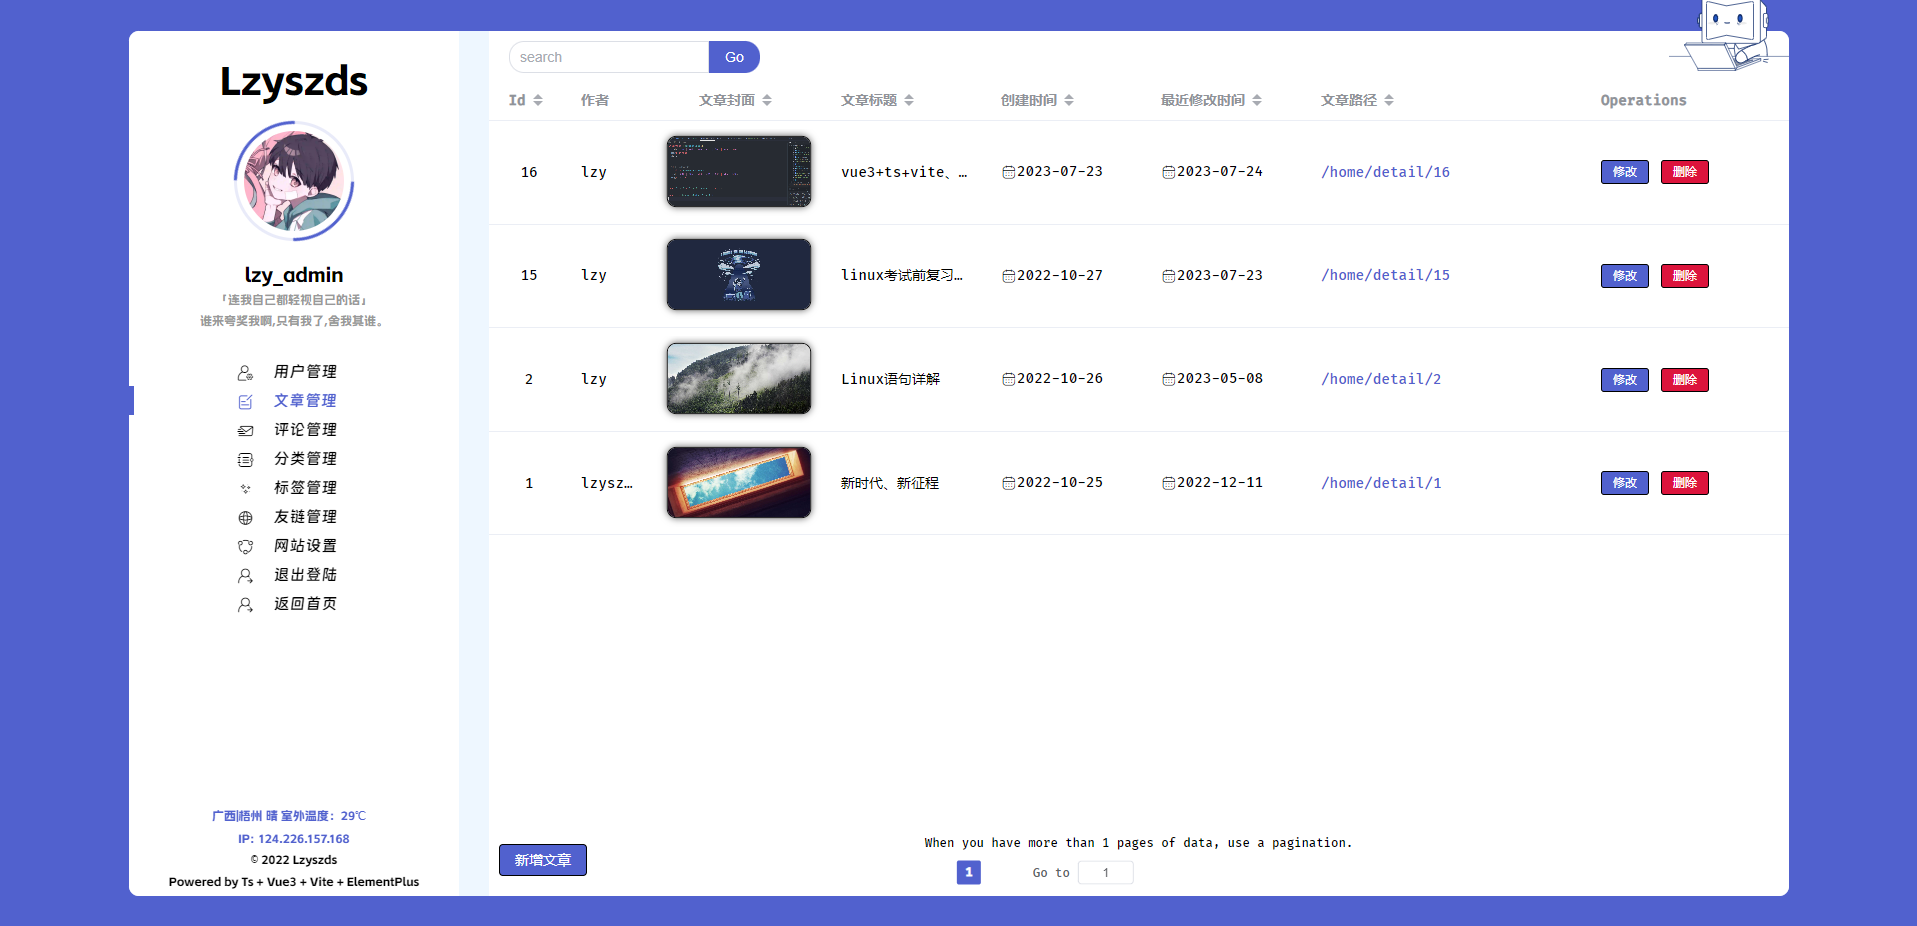 Lzyszds
lzy_admin
「连我自己都轻视自己的话」
谁来夸奖我啊,只有我了,舍我其谁。
用户管理
文章管理
评论管理
分类管理
标签管理
友链管理
网站设置
退出登陆
返回首页
广西|梧州 晴 室外温度：29℃
IP: 124.226.157.168
© 2022 Lzyszds
Powered by Ts + Vue3 + Vite + ElementPlus
search Go
Id 作者 文章封面 文章标题 创建时间 最近修改时间 文章路径 Operations
16 lzy vue3+ts+vite、… 2023-07-23 2023-07-24 /home/detail/16 修改 删除
15 lzy linux考试前复习… 2022-10-27 2023-07-23 /home/detail/15 修改 删除
2 lzy Linux语句详解 2022-10-26 2023-05-08 /home/detail/2 修改 删除
1 lzysz… 新时代、新征程 2022-10-25 2022-12-11 /home/detail/1 修改 删除
新增文章
When you have more than 1 pages of data, use a pagination.
1 Go to 1